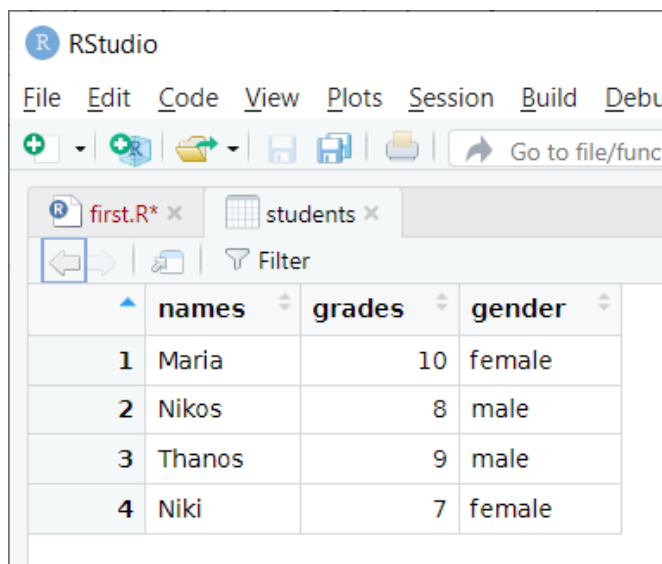 R RStudio
File Edit Code View Plots Session Build Debu
R Go to file/func
R first.R* students
Filter
names grades gender
1 Maria 10 female
2 Nikos 8 male
3 Thanos 9 male
4 Niki 7 female